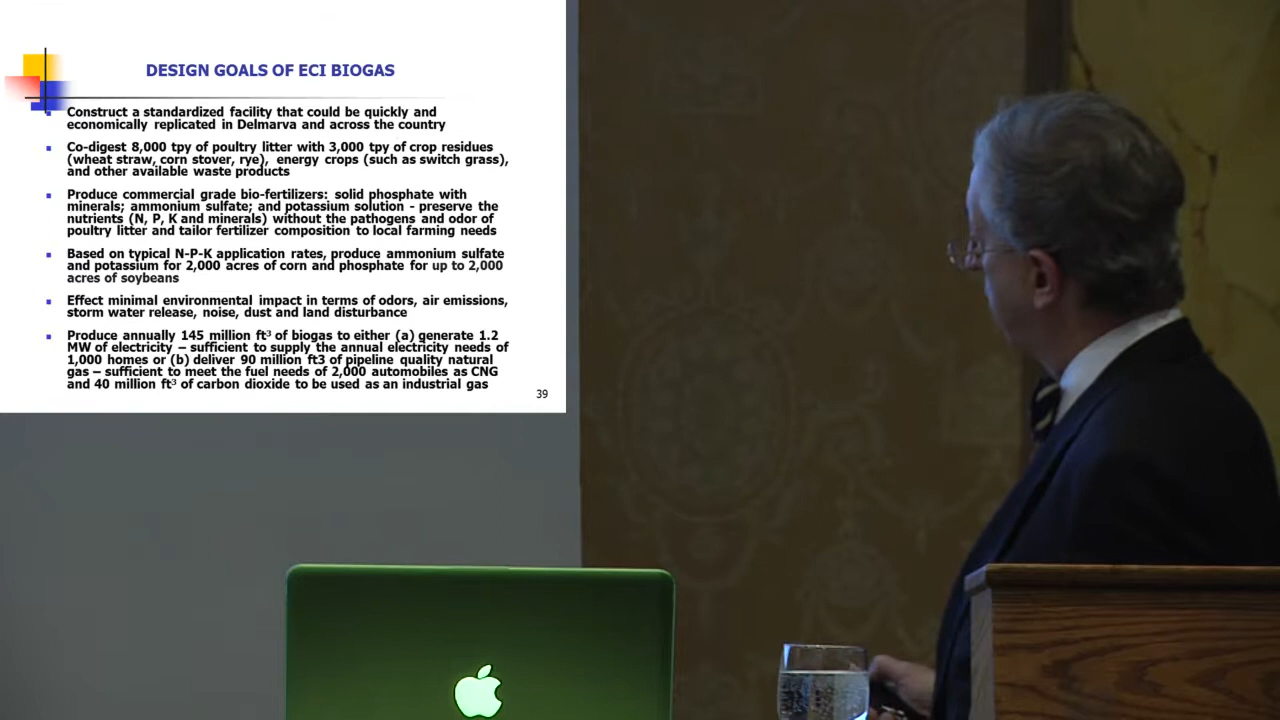 DESIGN GOALS OF ECI BIOGAS
Construct a standardized facility that could be quickly and
economically replicated in Delmarva and across the country
Co-digest 8,000 tpy of poultry litter with 3,000 tpy of crop residues
(wheat straw, corn stover, rye), energy crops (such as switch grass),
and other available waste products
Produce commercial grade bio-fertilizers: solid phosphate with
minerals; ammonium sulfate; and potassium solution - preserve the
nutrients (N, P, K and minerals) without the pathogens and odor of
poultry litter and tailor fertilizer composition to local farming needs
Based on typical N-P-K application rates, produce ammonium sulfate
and potassium for 2,000 acres of corn and phosphate for up to 2,000
acres of soybeans
Effect minimal environmental impact in terms of odors, air emissions,
storm water release, noise, dust and land disturbance
Produce annually 145 million ft³ of biogas to either (a) generate 1.2
MW of electricity – sufficient to supply the annual electricity needs of
1,000 homes or (b) deliver 90 million ft3 of pipeline quality natural
gas – sufficient to meet the fuel needs of 2,000 automobiles as CNG
and 40 million ft³ of carbon dioxide to be used as an industrial gas
39